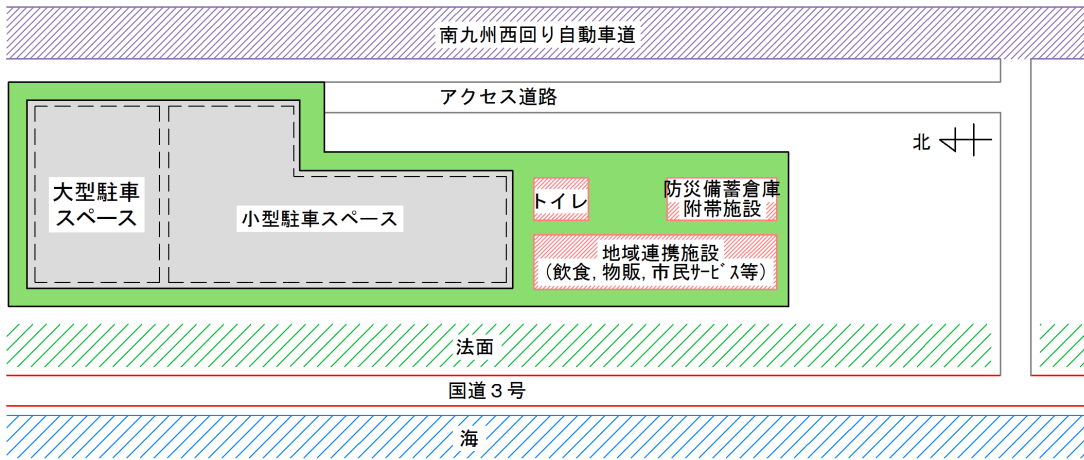 南九州西回り自動車道
アクセス道路
北
大型駐車
スペース
小型駐車スペース
トイレ
防災備蓄倉庫
附帯施設
地域連携施設
(飲食,物販,市民ｻｰﾋﾞｽ等)
法面
国道３号
海